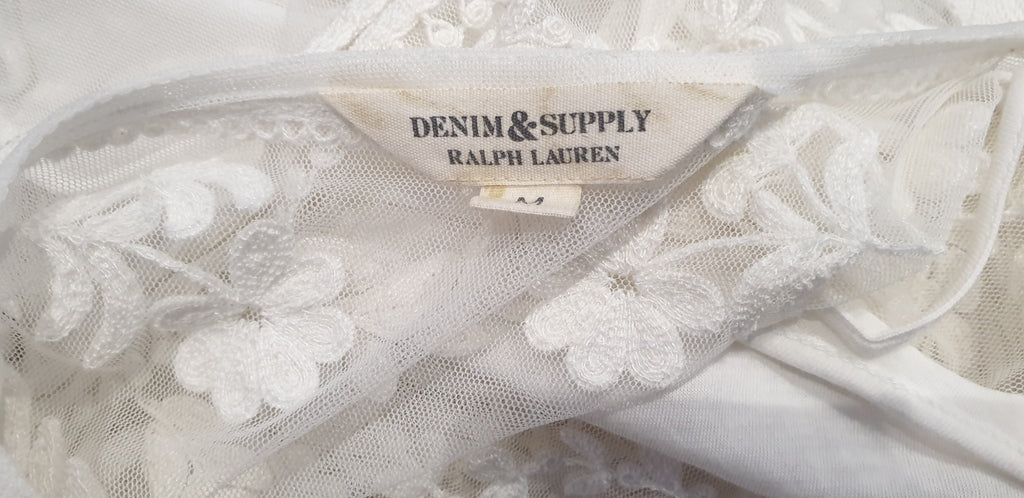 DENIM & SUPPLY
RALPH LAUREN
M